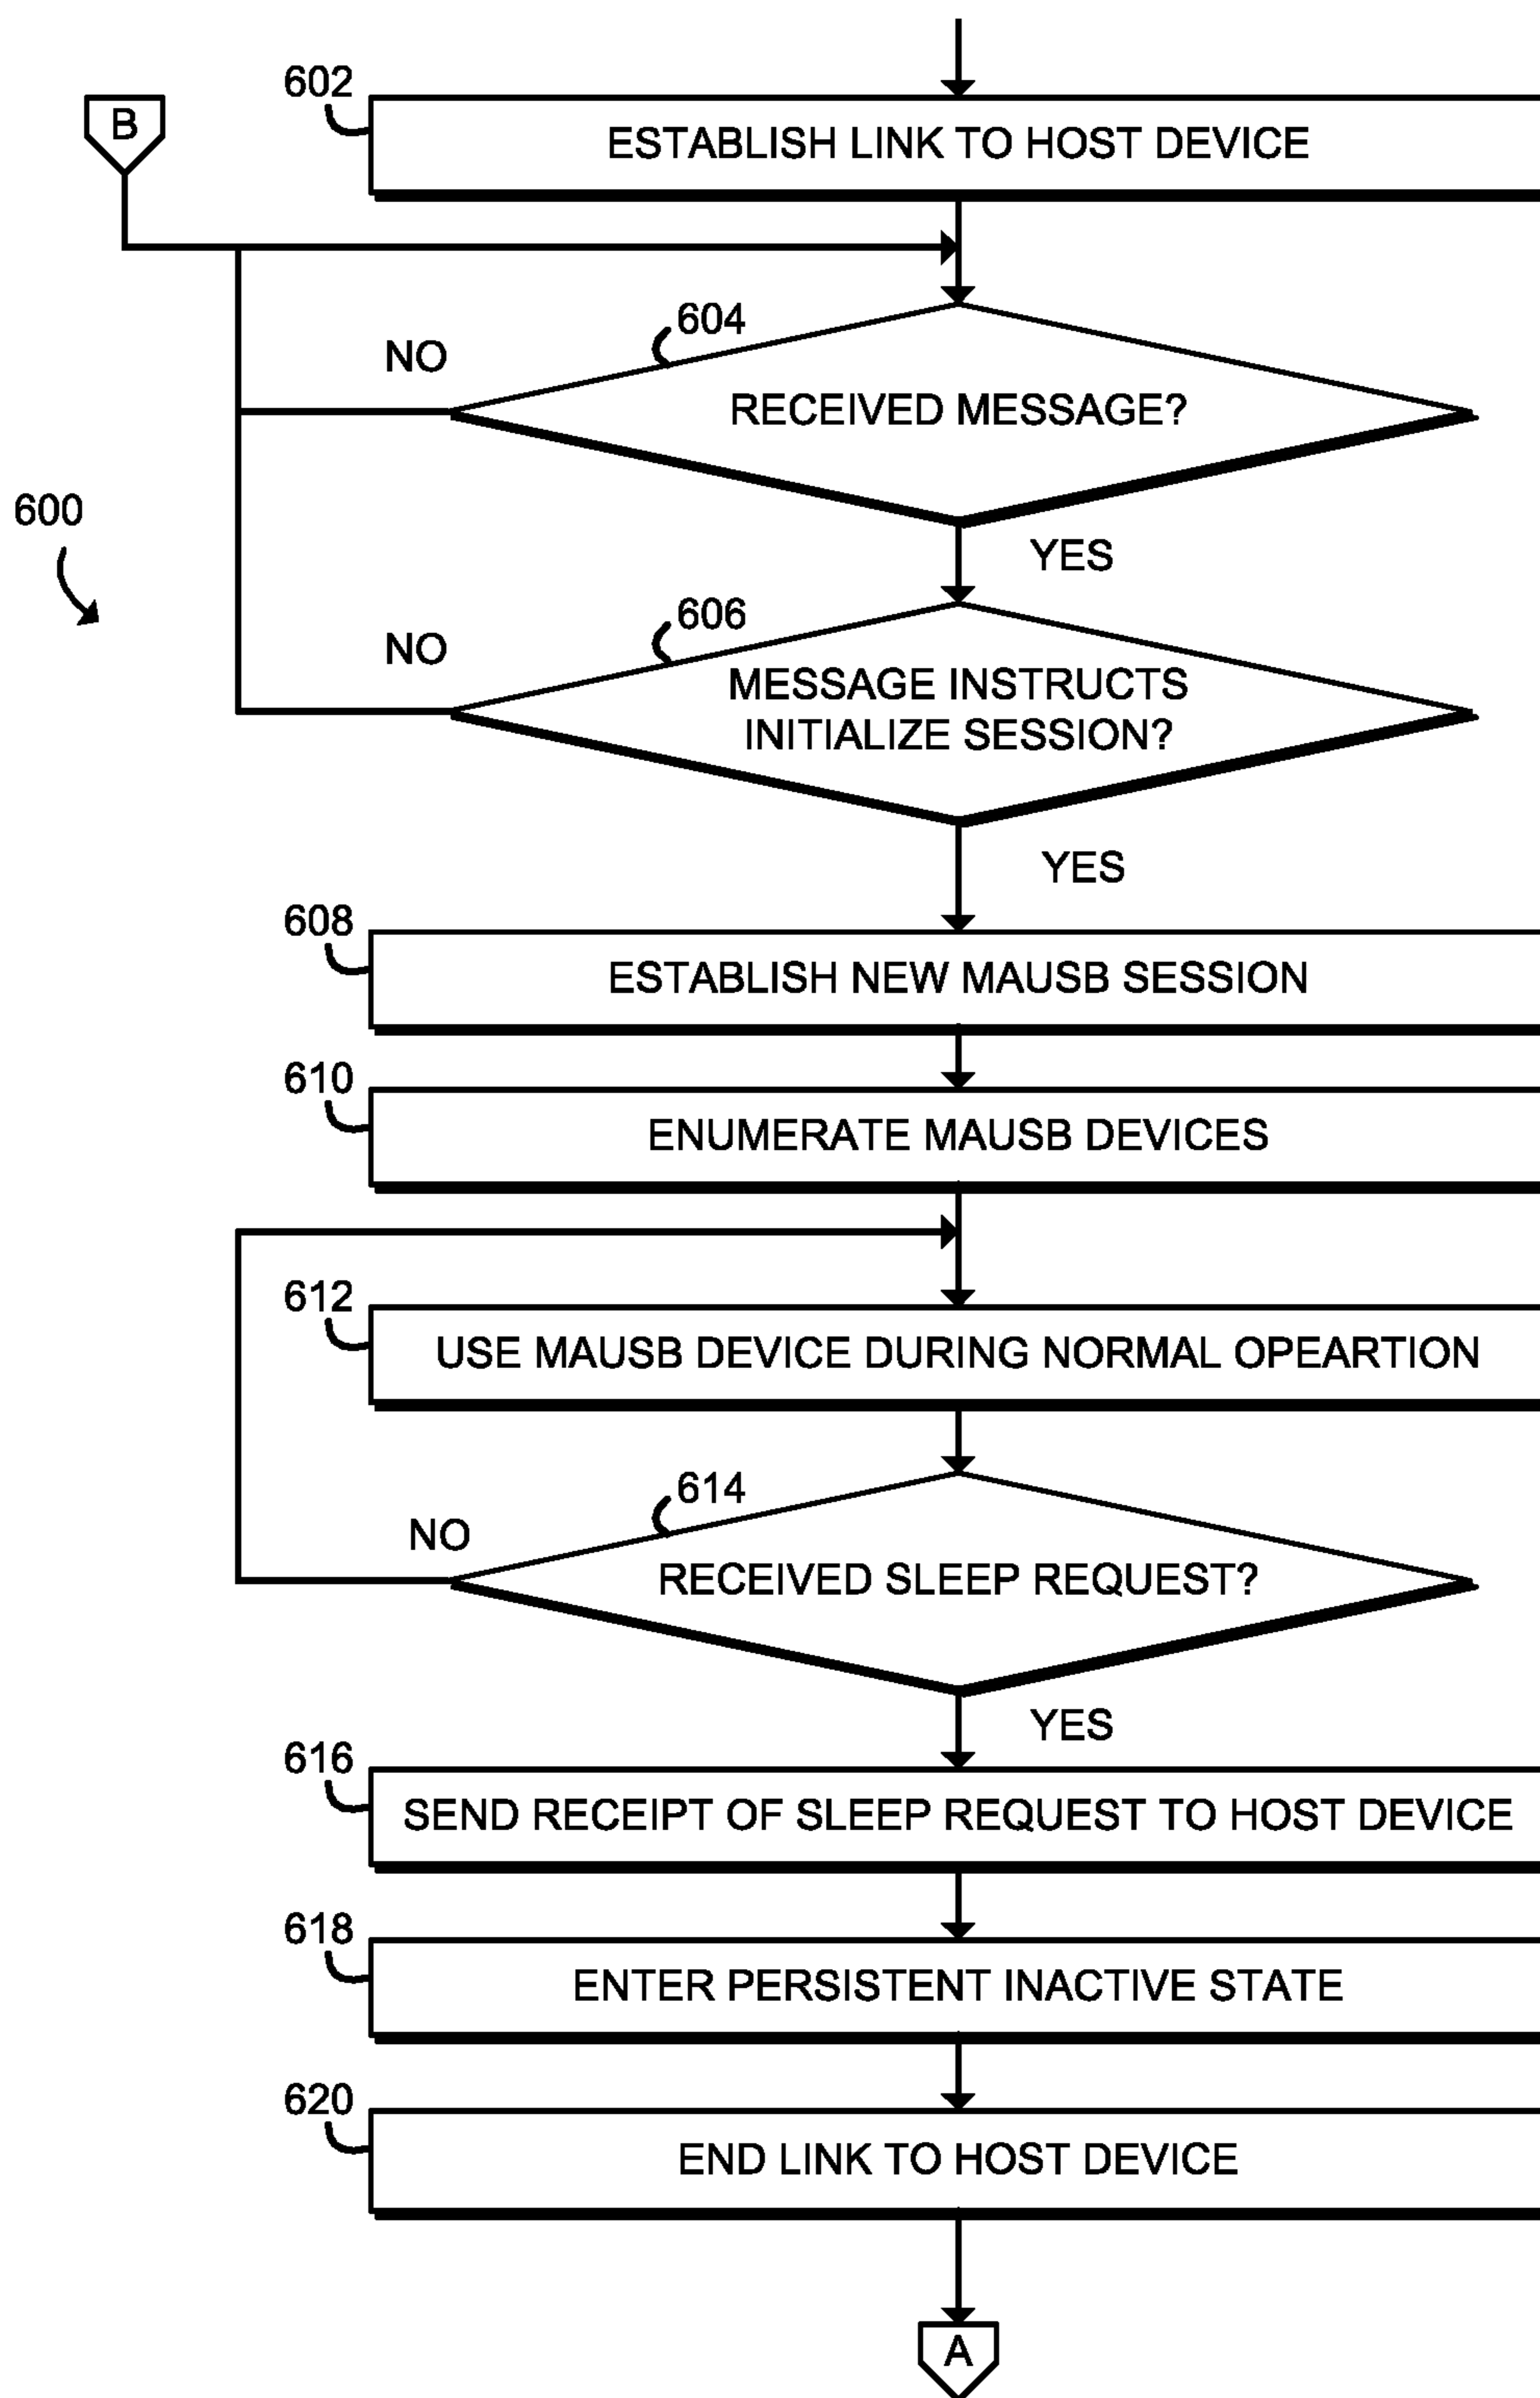 602
B
ESTABLISH LINK TO HOST DEVICE
604
NO
RECEIVED MESSAGE?
600
YES
606
NO
MESSAGE INSTRUCTS
INITIALIZE SESSION?
YES
608
ESTABLISH NEW MAUSB SESSION
610
ENUMERATE MAUSB DEVICES
612
USE MAUSB DEVICE DURING NORMAL OPEARTION
614
NO
RECEIVED SLEEP REQUEST?
YES
616
SEND RECEIPT OF SLEEP REQUEST TO HOST DEVICE
618
ENTER PERSISTENT INACTIVE STATE
620
END LINK TO HOST DEVICE
A